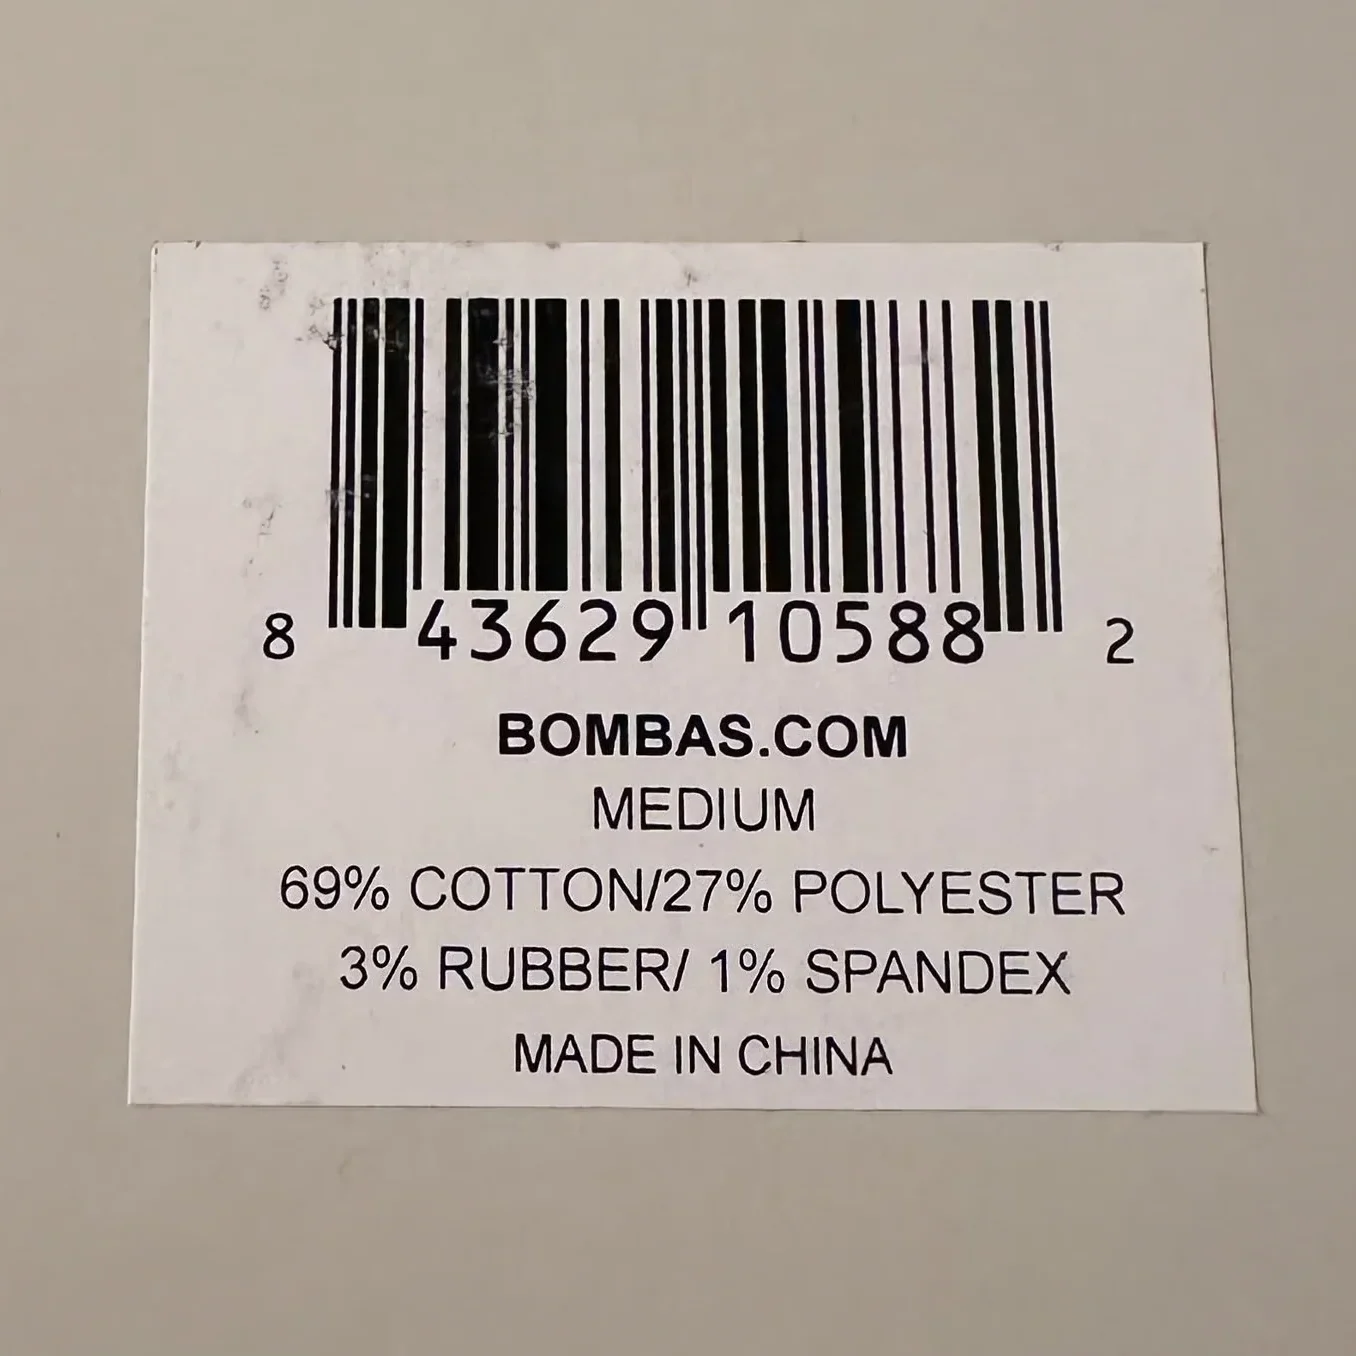 8 43629 10588 2
BOMBAS.COM
MEDIUM
69% COTTON/27% POLYESTER
3% RUBBER/ 1% SPANDEX
MADE IN CHINA